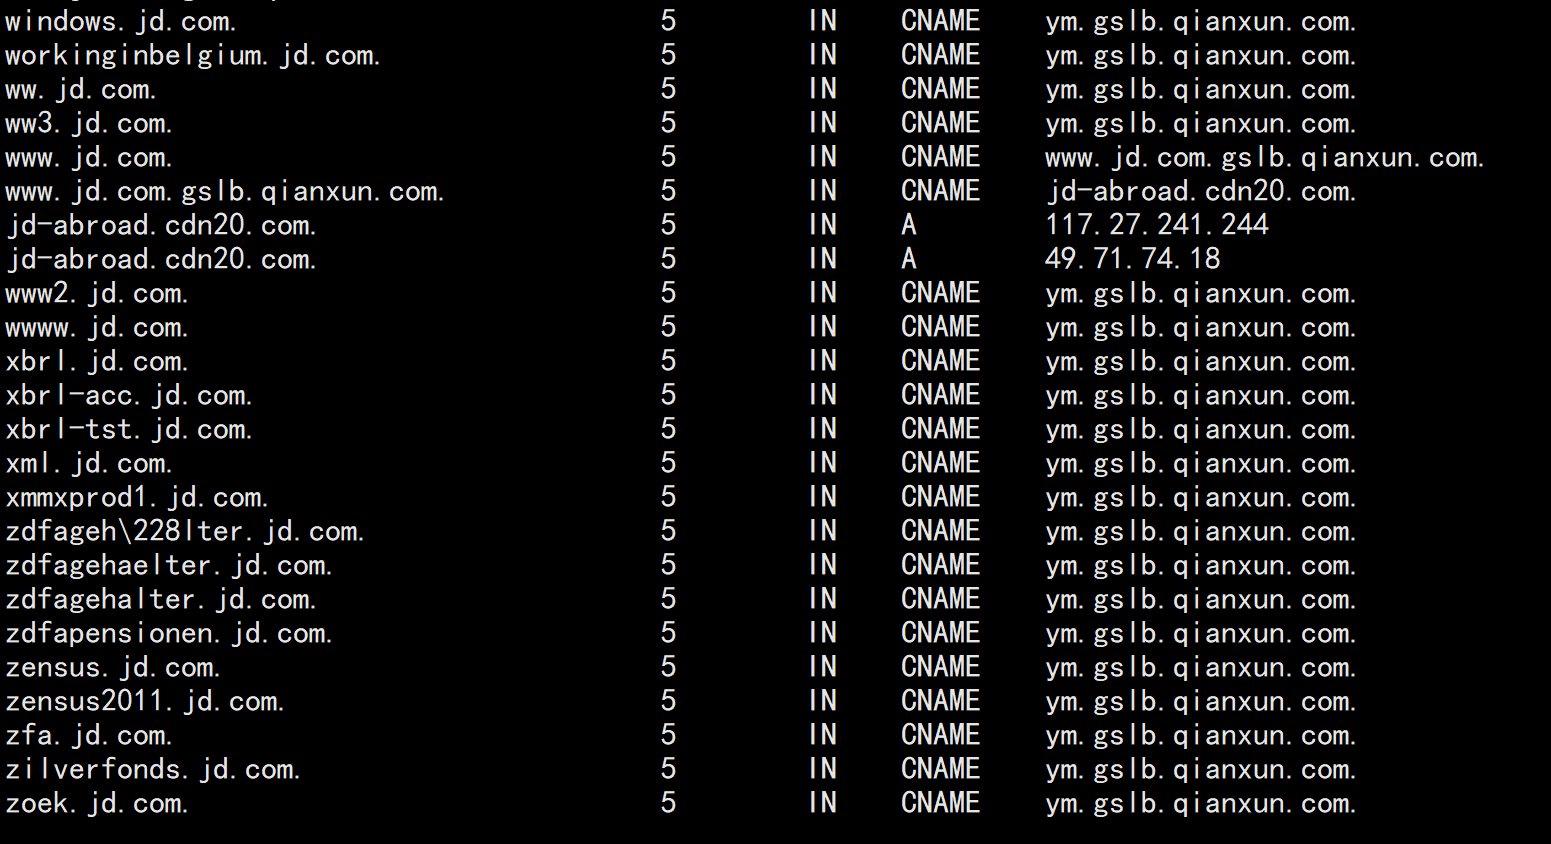 windows.jd.com. 5 IN CNAME ym.gslb.qianxun.com.
workinginbelgium.jd.com. 5 IN CNAME ym.gslb.qianxun.com.
ww.jd.com. 5 IN CNAME ym.gslb.qianxun.com.
ww3.jd.com. 5 IN CNAME ym.gslb.qianxun.com.
www.jd.com. 5 IN CNAME www.jd.com.gslb.qianxun.com.
www.jd.com.gslb.qianxun.com. 5 IN CNAME jd-abroad.cdn20.com.
jd-abroad.cdn20.com. 5 IN A 117.27.241.244
jd-abroad.cdn20.com. 5 IN A 49.71.74.18
www2.jd.com. 5 IN CNAME ym.gslb.qianxun.com.
wwww.jd.com. 5 IN CNAME ym.gslb.qianxun.com.
xbrl.jd.com. 5 IN CNAME ym.gslb.qianxun.com.
xbrl-acc.jd.com. 5 IN CNAME ym.gslb.qianxun.com.
xbrl-tst.jd.com. 5 IN CNAME ym.gslb.qianxun.com.
xml.jd.com. 5 IN CNAME ym.gslb.qianxun.com.
xmmxprod1.jd.com. 5 IN CNAME ym.gslb.qianxun.com.
zdfageh\228lter.jd.com. 5 IN CNAME ym.gslb.qianxun.com.
zdfagehaelter.jd.com. 5 IN CNAME ym.gslb.qianxun.com.
zdfagehalter.jd.com. 5 IN CNAME ym.gslb.qianxun.com.
zdfapensionen.jd.com. 5 IN CNAME ym.gslb.qianxun.com.
zensus.jd.com. 5 IN CNAME ym.gslb.qianxun.com.
zensus2011.jd.com. 5 IN CNAME ym.gslb.qianxun.com.
zfa.jd.com. 5 IN CNAME ym.gslb.qianxun.com.
zilverfonds.jd.com. 5 IN CNAME ym.gslb.qianxun.com.
zoek.jd.com. 5 IN CNAME ym.gslb.qianxun.com.